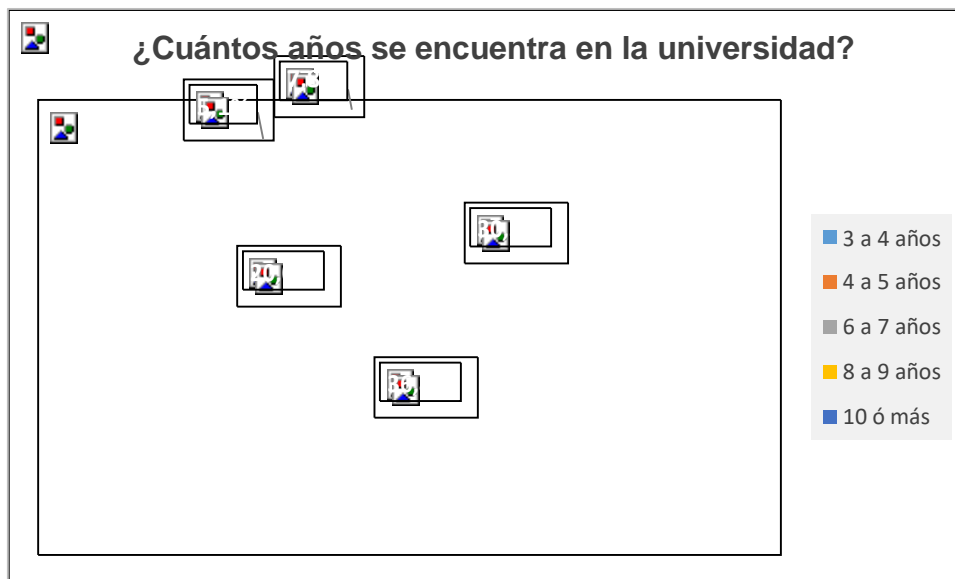 ¿Cuántos años se encuentra en la universidad?
3 a 4 años
4 a 5 años
6 a 7 años
8 a 9 años
10 ó más